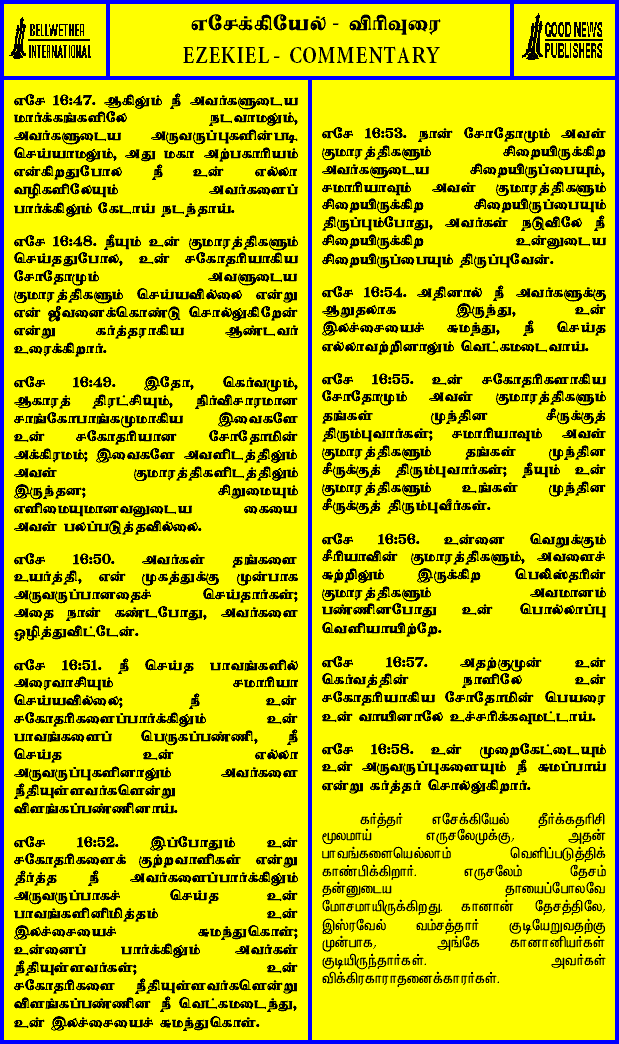 BELLWETHER
INTERNATIONAL
எசேக்கியேல் - விரிவுரை
EZEKIEL - COMMENTARY
GOOD NEWS
PUBLISHERS
எசே 16:47. ஆகிலும் நீ அவர்களுடைய
மார்க்கங்களிலே நடவாமலும்,
அவர்களுடைய அருவருப்புகளின்படி
செய்யாமலும், அது மகா அற்பகாரியம்
என்கிறதுபோல நீ உன் எல்லா
வழிகளிலேயும் அவர்களைப்
பார்க்கிலும் கேடாய் நடந்தாய்.
எசே 16:48. நீயும் உன் குமாரத்திகளும்
செய்ததுபோல, உன் சகோதரியாகிய
சோதோமும் அவளுடைய
குமாரத்திகளும் செய்யவில்லை என்று
என் ஜீவனைக்கொண்டு சொல்லுகிறேன்
என்று கர்த்தராகிய ஆண்டவர்
உரைக்கிறார்.
எசே 16:49. இதோ, கெர்வமும்,
ஆகாரத் திரட்சியும், நிர்விசாரமான
சாங்கோபாங்கமுமாகிய இவைகளே
உன் சகோதரியான சோதோமின்
அக்கிரமம்; இவைகளே அவளிடத்திலும்
அவள் குமாரத்திகளிடத்திலும்
இருந்தன; சிறுமையும்
எளிமையுமானவனுடைய கையை
அவள் பலப்படுத்தவில்லை.
எசே 16:50. அவர்கள் தங்களை
உயர்த்தி, என் முகத்துக்கு முன்பாக
அருவருப்பானதைச் செய்தார்கள்;
அதை நான் கண்டபோது, அவர்களை
ஒழித்துவிட்டேன்.
எசே 16:51. நீ செய்த பாவங்களில்
அரைவாசியும் சமாரியா
செய்யவில்லை; நீ உன்
சகோதரிகளைப்பார்க்கிலும் உன்
பாவங்களைப் பெருகப்பண்ணி, நீ
செய்த உன் எல்லா
அருவருப்புகளினாலும் அவர்களை
நீதியுள்ளவர்களென்று
விளங்கப்பண்ணினாய்.
எசே 16:52. இப்போதும் உன்
சகோதரிகளைக் குற்றவாளிகள் என்று
தீர்த்த நீ அவர்களைப்பார்க்கிலும்
அருவருப்பாகச் செய்த உன்
பாவங்களினிமித்தம் உன்
இலச்சையைச் சுமந்துகொள்;
உன்னைப் பார்க்கிலும் அவர்கள்
நீதியுள்ளவர்கள்; உன்
சகோதரிகளை நீதியுள்ளவர்களென்று
விளங்கப்பண்ணின நீ வெட்கமடைந்து,
உன் இலச்சையைச் சுமந்துகொள்.
எசே 16:53. நான் சோதோமும் அவள்
குமாரத்திகளும் சிறையிருக்கிற
அவர்களுடைய சிறையிருப்பையும்,
சமாரியாவும் அவள் குமாரத்திகளும்
சிறையிருக்கிற சிறையிருப்பையும்
திருப்பும்போது, அவர்கள் நடுவிலே நீ
சிறையிருக்கிற உன்னுடைய
சிறையிருப்பையும் திருப்புவேன்.
எசே 16:54. அதினால் நீ அவர்களுக்கு
ஆறுதலாக இருந்து, உன்
இலச்சையைச் சுமந்து, நீ செய்த
எல்லாவற்றினாலும் வெட்கமடைவாய்.
எசே 16:55. உன் சகோதரிகளாகிய
சோதோமும் அவள் குமாரத்திகளும்
தங்கள் முந்தின சீருக்குத்
திரும்புவார்கள்; சமாரியாவும் அவள்
குமாரத்திகளும் தங்கள் முந்தின
சீருக்குத் திரும்புவார்கள்; நீயும் உன்
குமாரத்திகளும் உங்கள் முந்தின
சீருக்குத் திரும்புவீர்கள்.
எசே 16:56. உன்னை வெறுக்கும்
சீரியாவின் குமாரத்திகளும், அவளைச்
சுற்றிலும் இருக்கிற பெலிஸ்தரின்
குமாரத்திகளும் அவமானம்
பண்ணினபோது உன் பொல்லாப்பு
வெளியாயிற்றே.
எசே 16:57. அதற்குமுன் உன்
கெர்வத்தின் நாளிலே உன்
சகோதரியாகிய சோதோமின் பெயரை
உன் வாயினாலே உச்சரிக்கவுமட்டாய்.
எசே 16:58. உன் முறைகேட்டையும்
உன் அருவருப்புகளையும் நீ சுமப்பாய்
என்று கர்த்தர் சொல்லுகிறார்.
கர்த்தர் எசேக்கியேல் தீர்க்கதரிசி
மூலமாய் எருசலேமுக்கு, அதன்
பாவங்களையெல்லாம் வெளிப்படுத்திக்
காண்பிக்கிறார். எருசலேம் தேசம்
தன்னுடைய தாயைப்போலவே
மோசமாயிருக்கிறது. கானான் தேசத்திலே,
இஸ்ரவேல் வம்சத்தார் குடியேறுவதற்கு
முன்பாக, அங்கே கானானியர்கள்
குடியிருந்தார்கள். அவர்கள்
விக்கிரகாராதனைக்காரர்கள்.